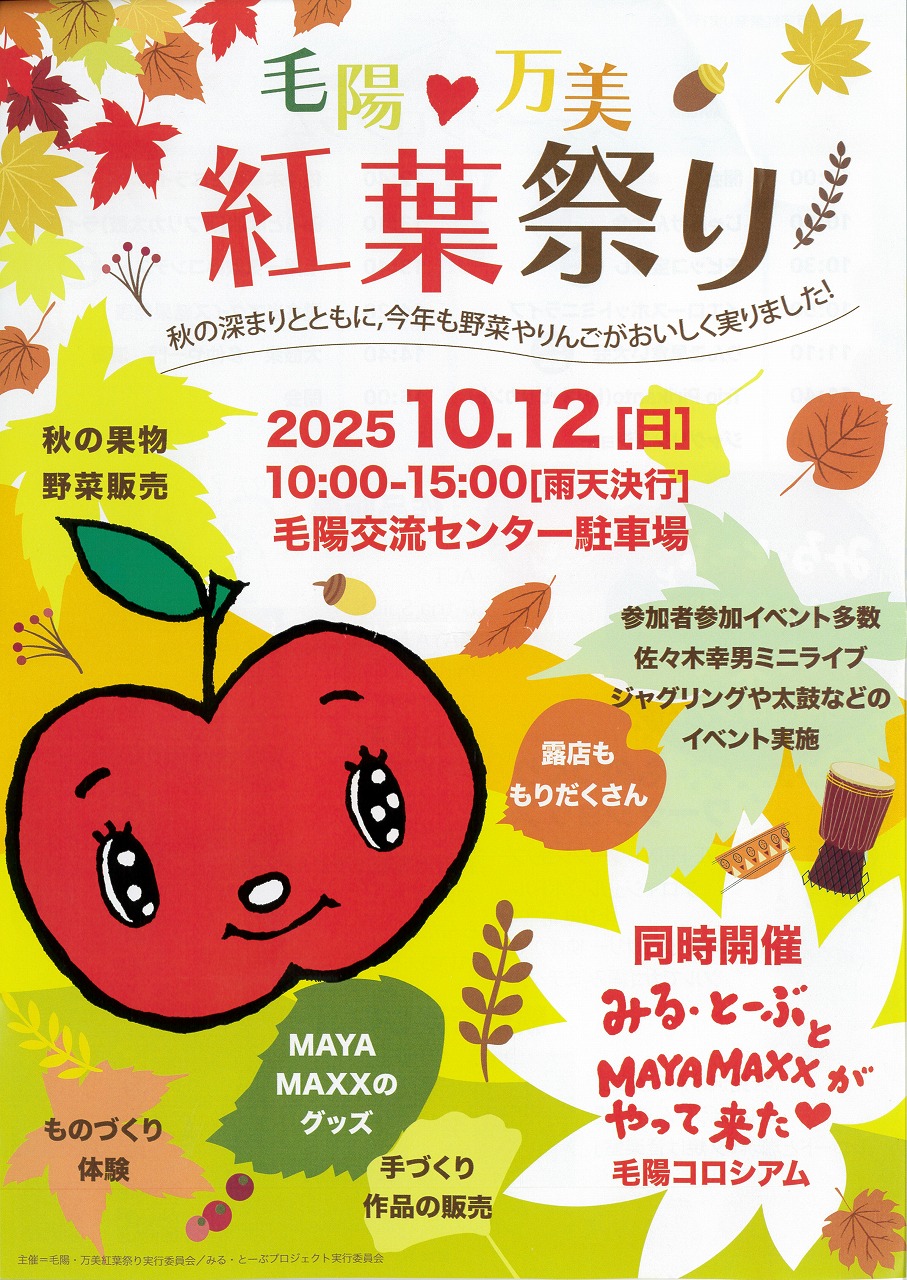 毛陽♥万美
紅葉祭り
秋の深まりとともに,今年も野菜やりんごがおいしく実りました!
2025 10.12 [日]
10:00-15:00[雨天決行]
毛陽交流センター駐車場
秋の果物
野菜販売
参加者参加イベント多数
佐々木幸男ミニライブ
ジャグリングや太鼓などの
イベント実施
露店も
もりだくさん
同時開催
みる・とーぶと
MAYA MAXXが
やって来た♥
毛陽コロシアム
MAYA
MAXXの
グッズ
ものづくり
体験
手づくり
作品の販売
主催=毛陽・万美紅葉祭り実行委員会/みる・とーぶプロジェクト実行委員会